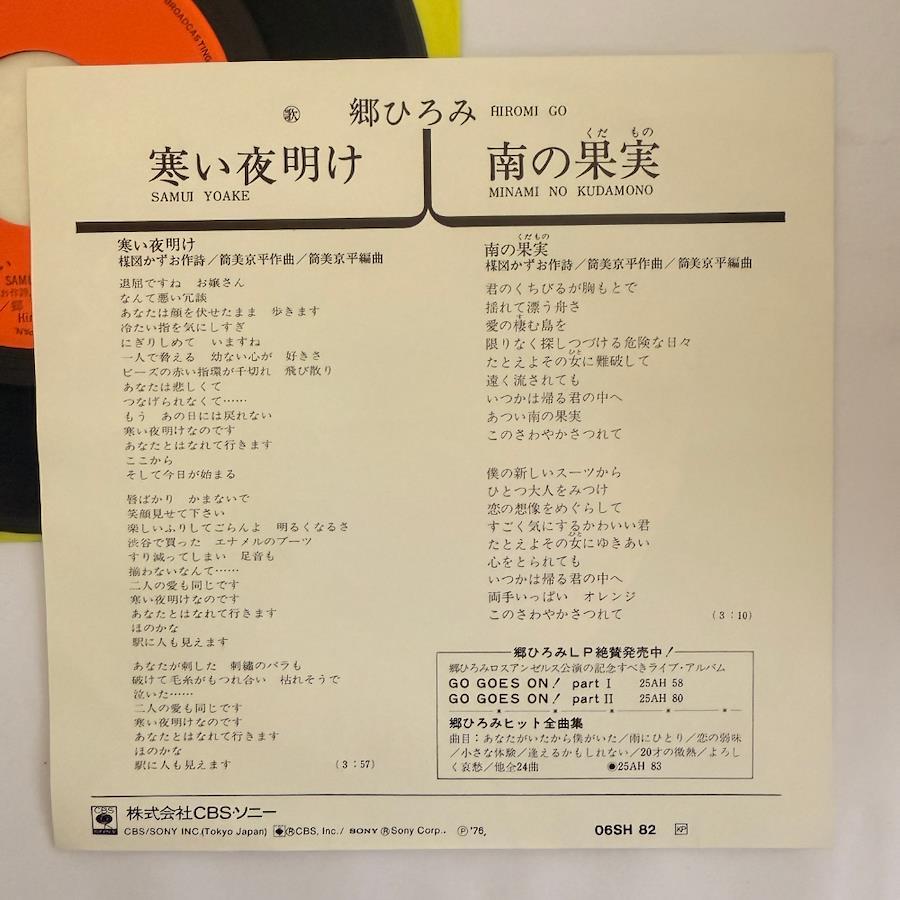 BROADCASTING
歌 郷ひろみ HIROMI GO
寒い夜明け
SAMUI YOAKE
くだ もの
南の果実
MINAMI NO KUDAMONO
寒い夜明け
楳図かずお作詩／筒美京平作曲／筒美京平編曲
退屈ですね お嬢さん
なんて悪い冗談
あなたは顔を伏せたまま 歩きます
冷たい指を気にしすぎ
にぎりしめて いますね
一人で脅える 幼ない心が 好きさ
ビーズの赤い指環が千切れ 飛び散り
あなたは悲しくて
つなげられなくて……
もう あの日には戻れない
寒い夜明けなのです
あなたとはなれて行きます
ここから
そして今日が始まる
唇ばかり かまないで
笑顔見せて下さい
楽しいふりしてごらんよ 明るくなるさ
渋谷で買った エナメルのブーツ
すり減ってしまい 足音も
揃わないなんて……
二人の愛も同じです
寒い夜明けなのです
あなたとはなれて行きます
ほのかな
駅に人も見えます
あなたが刺した 刺繡のバラも
破けて毛糸がもつれ合い 枯れそうで
泣いた……
二人の愛も同じです
寒い夜明けなのです
あなたとはなれて行きます
ほのかな
駅に人も見えます (3:57)
くだもの
南の果実
楳図かずお作詩／筒美京平作曲／筒美京平編曲
君のくちびるが胸もとで
揺れて漂う舟さ
す
愛の棲む島を
限りなく探しつづける危険な日々
ひと
たとえよその女に難破して
遠く流されても
いつかは帰る君の中へ
あつい南の果実
このさわやかさつれて
僕の新しいスーツから
ひとつ大人をみつけ
恋の想像をめぐらして
すごく気にするかわいい君
ひと
たとえよその女にゆきあい
心をとられても
いつかは帰る君の中へ
両手いっぱい オレンジ
このさわやかさつれて (3:10)
郷ひろみLP絶賛発売中!
郷ひろみロスアンゼルス公演の記念すべきライブ・アルバム
GO GOES ON! part I 25AH 58
GO GOES ON! part II 25AH 80
郷ひろみヒット全曲集
曲目：あなたがいたから僕がいた／雨にひとり／恋の弱味
／小さな体験／逢えるかもしれない／20才の微熱／よろし
く哀愁／他全24曲 ◉25AH 83
CBS 株式会社CBS・ソニー
CBS/SONY INC.(Tokyo Japan) ⓇCBS, Inc./ SONY ⓇSony Corp., Ⓟ'76,
06SH 82 KP